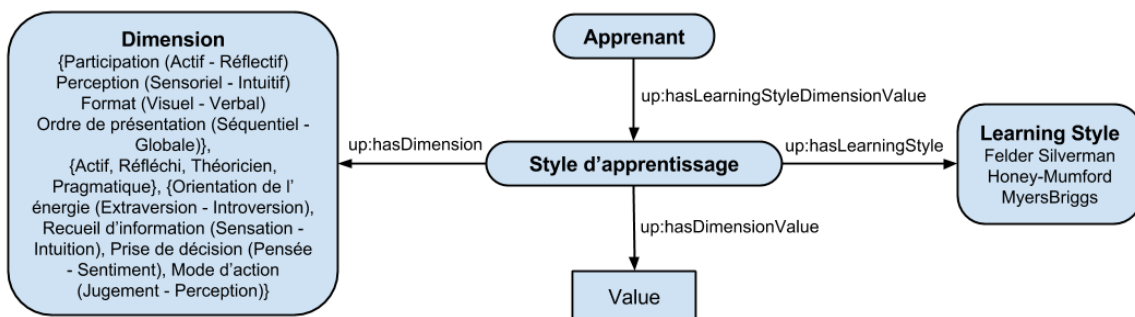 Dimension
{Participation (Actif - Réflectif)
Perception (Sensoriel - Intuitif)
Format (Visuel - Verbal)
Ordre de présentation (Séquentiel -
Globale)},
{Actif, Réfléchi, Théoricien,
Pragmatique}, {Orientation de l'
énergie (Extraversion - Introversion),
Recueil d'information (Sensation -
Intuition), Prise de décision (Pensée
- Sentiment), Mode d'action
(Jugement - Perception)}
up:hasDimension
Apprenant
up:hasLearningStyleDimensionValue
Style d'apprentissage
up:hasLearningStyle
Learning Style
Felder Silverman
Honey-Mumford
MyersBriggs
up:hasDimensionValue
Value